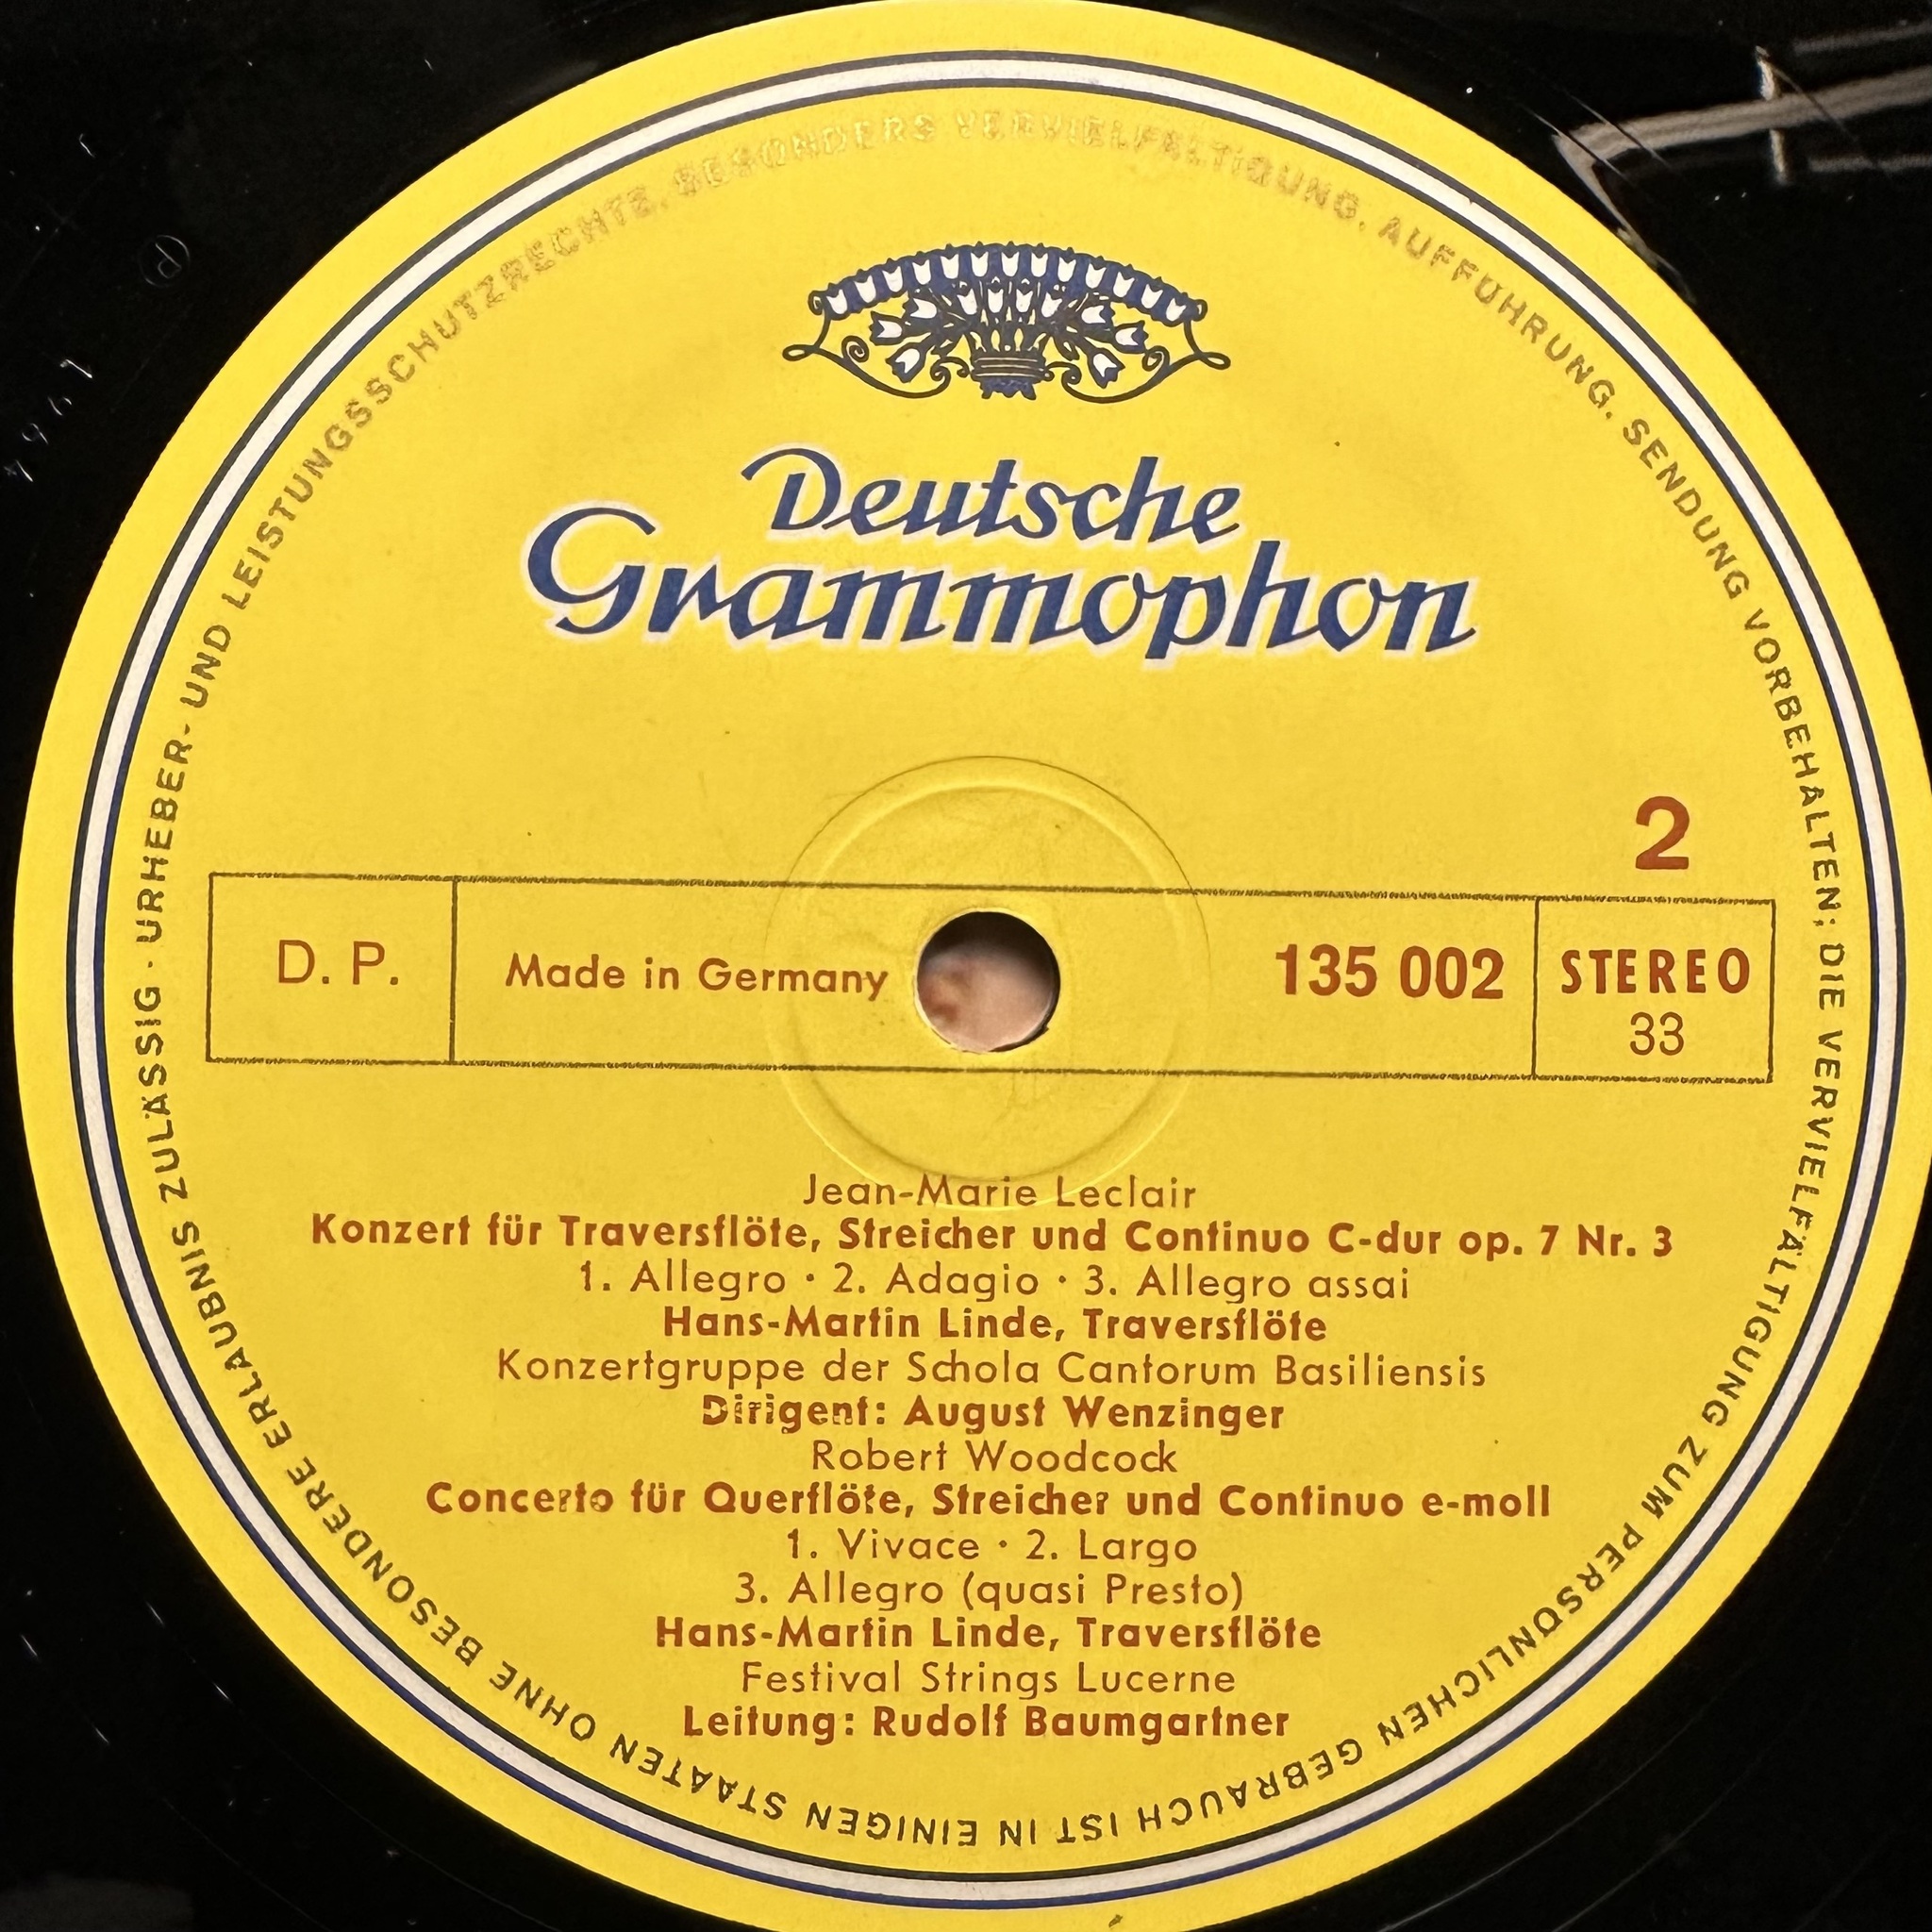 URHEBER- UND LEISTUNGSSCHUTZRECHTE, BESONDERS VERVIELFÄLTIGUNG, AUFFÜHRUNG, SENDUNG VORBEHALTEN; DIE VERVIELFÄLTIGUNG ZUM PERSÖNLICHEN GEBRAUCH IST IN EINIGEN STAATEN OHNE BESONDERE ERLAUBNIS ZULÄSSIG ·
Deutsche
Grammophon
2
D. P. Made in Germany 135 002 STEREO
33
Jean-Marie Leclair
Konzert für Traversflöte, Streicher und Continuo C-dur op. 7 Nr. 3
1. Allegro · 2. Adagio · 3. Allegro assai
Hans-Martin Linde, Traversflöte
Konzertgruppe der Schola Cantorum Basiliensis
Dirigent: August Wenzinger
Robert Woodcock
Concerto für Querflöte, Streicher und Continuo e-moll
1. Vivace · 2. Largo
3. Allegro (quasi Presto)
Hans-Martin Linde, Traversflöte
Festival Strings Lucerne
Leitung: Rudolf Baumgartner
℗
1964